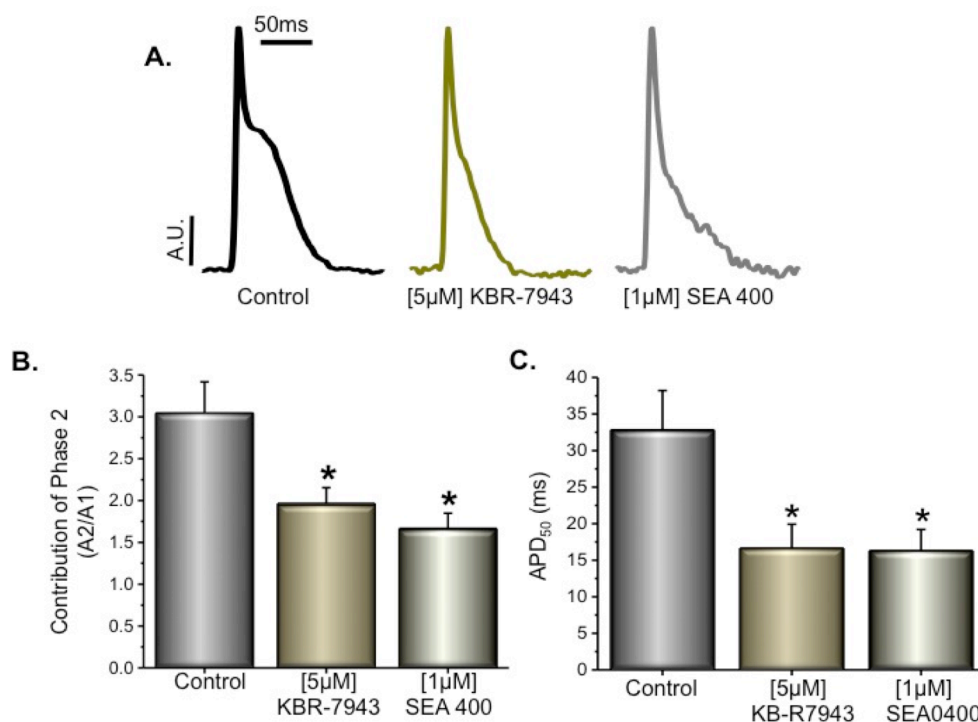 50ms
A.
A.U.
Control
[5µM] KBR-7943
[1µM] SEA 400
B.
Contribution of Phase 2
(A2/A1)
3.5
3.0
2.5
2.0
1.5
1.0
0.5
0.0
*
*
Control
[5µM]
KBR-7943
[1µM]
SEA 400
C.
APD50 (ms)
40
35
30
25
20
15
10
5
0
*
*
Control
[5µM]
KB-R7943
[1µM]
SEA0400